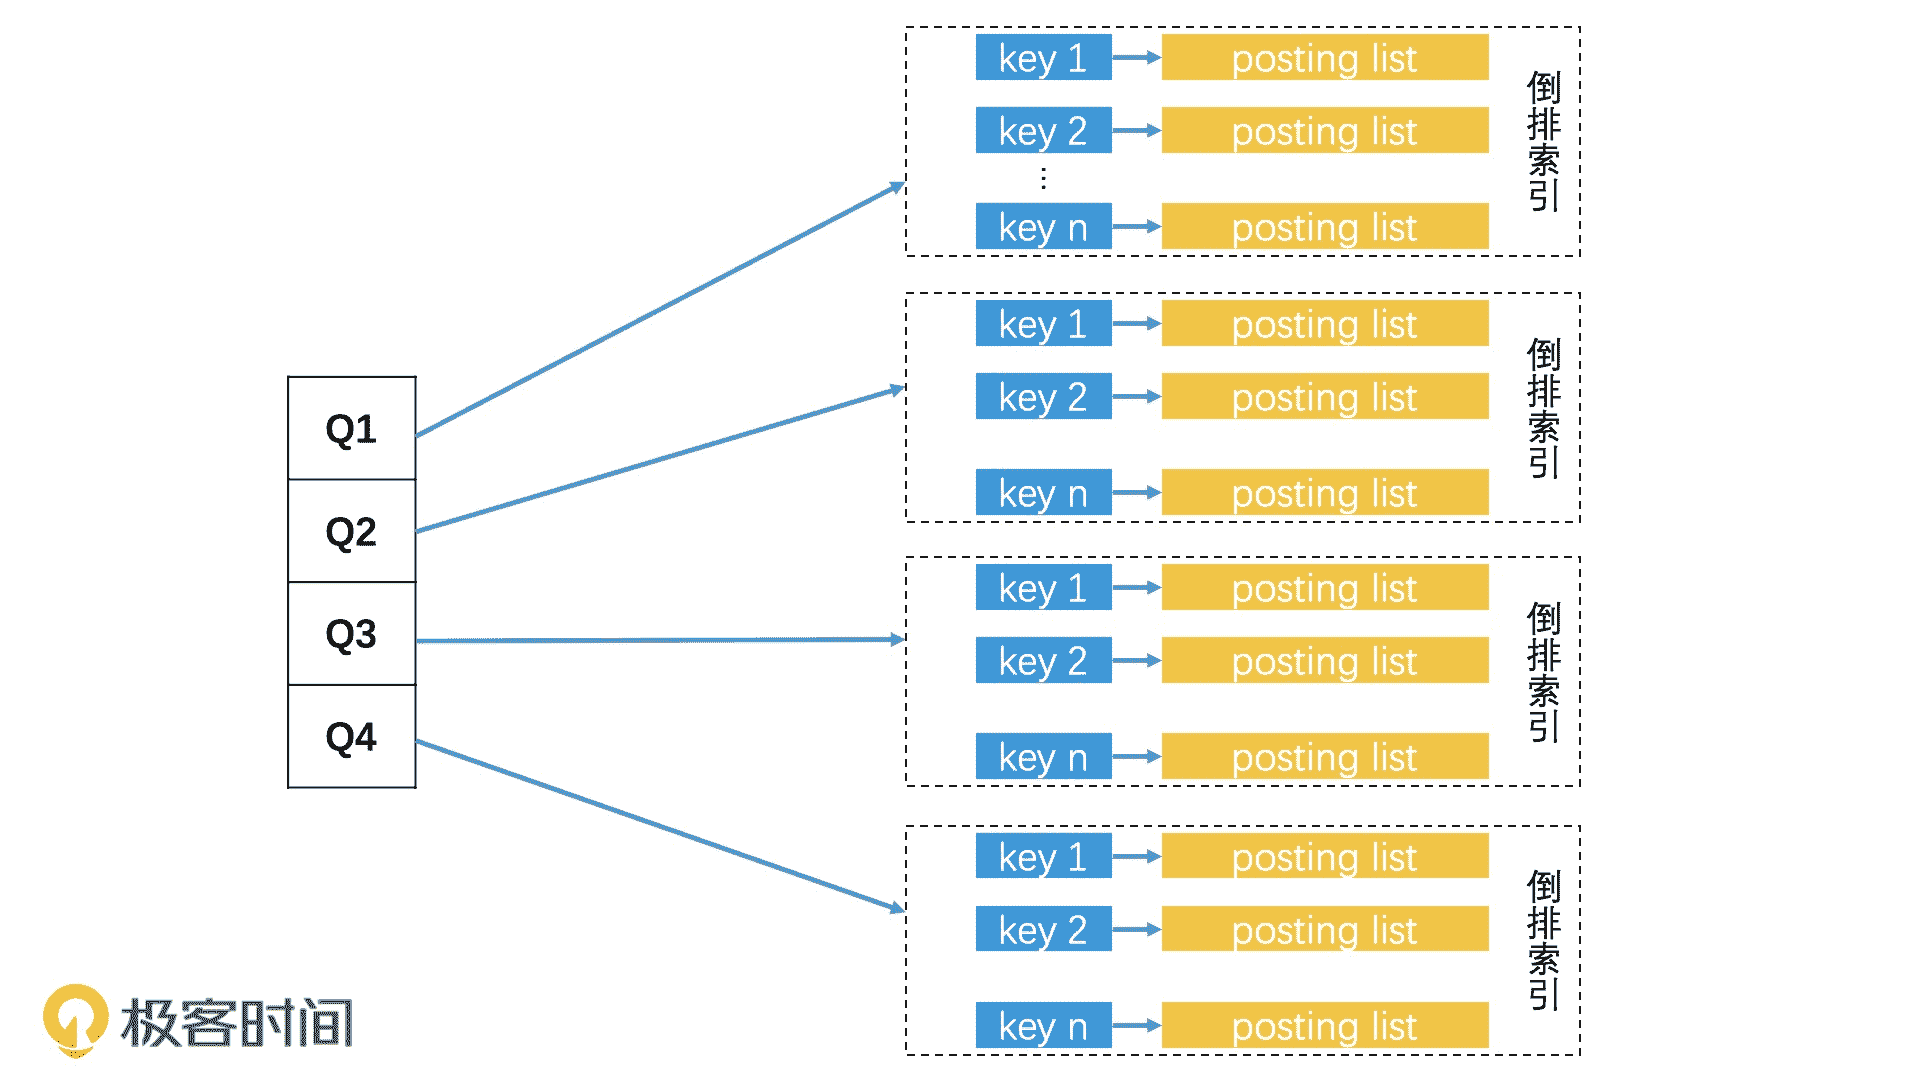 Q1
Q2
Q3
Q4
key 1 posting list
key 2 posting list
⋮
key n posting list
倒排索引
key 1 posting list
key 2 posting list
key n posting list
倒排索引
key 1 posting list
key 2 posting list
key n posting list
倒排索引
key 1 posting list
key 2 posting list
key n posting list
倒排索引
极客时间